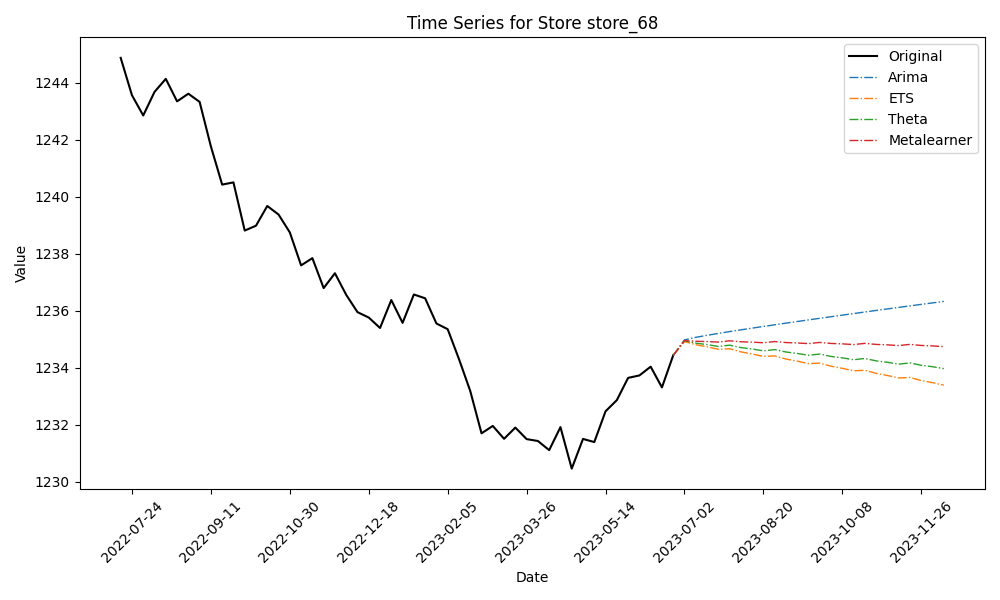 Time Series for Store store_68
Original
Arima
ETS
Theta
Metalearner
Value
1244
1242
1240
1238
1236
1234
1232
1230
2022-07-24
2022-09-11
2022-10-30
2022-12-18
2023-02-05
2023-03-26
2023-05-14
2023-07-02
2023-08-20
2023-10-08
2023-11-26
Date